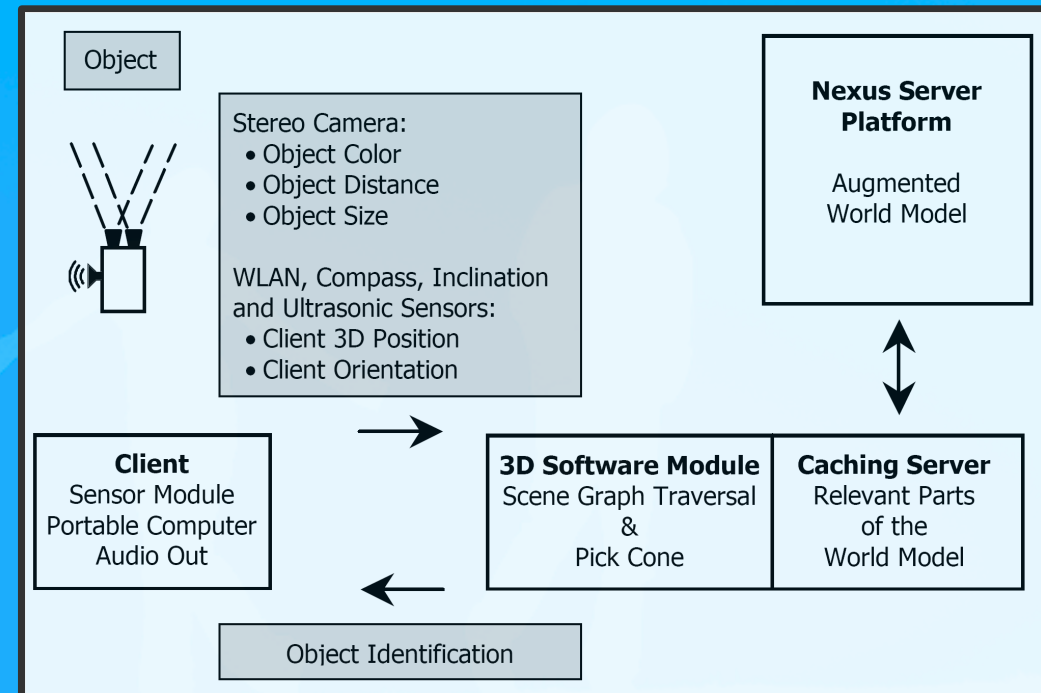 Object
Stereo Camera:
• Object Color
• Object Distance
• Object Size
WLAN, Compass, Inclination
and Ultrasonic Sensors:
• Client 3D Position
• Client Orientation
Nexus Server
Platform
Augmented
World Model
Client
Sensor Module
Portable Computer
Audio Out
3D Software Module
Scene Graph Traversal
&
Pick Cone
Caching Server
Relevant Parts
of the
World Model
Object Identification